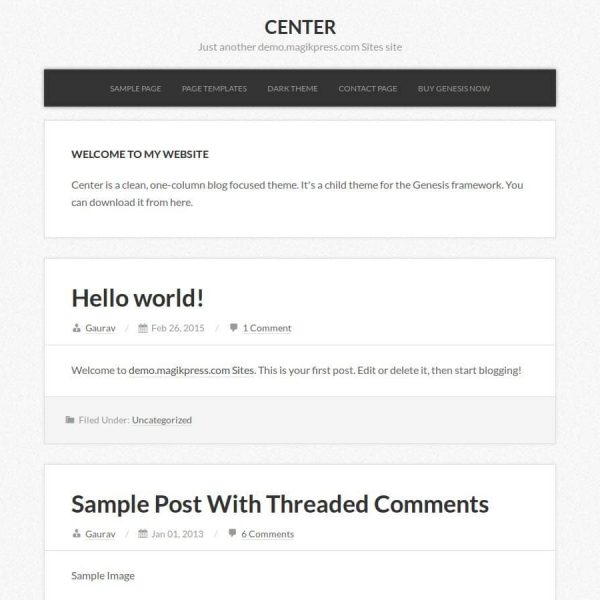 CENTER
Just another demo.magikpress.com Sites site
SAMPLE PAGE PAGE TEMPLATES DARK THEME CONTACT PAGE BUY GENESIS NOW
WELCOME TO MY WEBSITE
Center is a clean, one-column blog focused theme. It's a child theme for the Genesis framework. You
can download it from here.
Hello world!
Gaurav / Feb 26, 2015 / 1 Comment
Welcome to demo.magikpress.com Sites. This is your first post. Edit or delete it, then start blogging!
Filed Under: Uncategorized
Sample Post With Threaded Comments
Gaurav / Jan 01, 2013 / 6 Comments
Sample Image